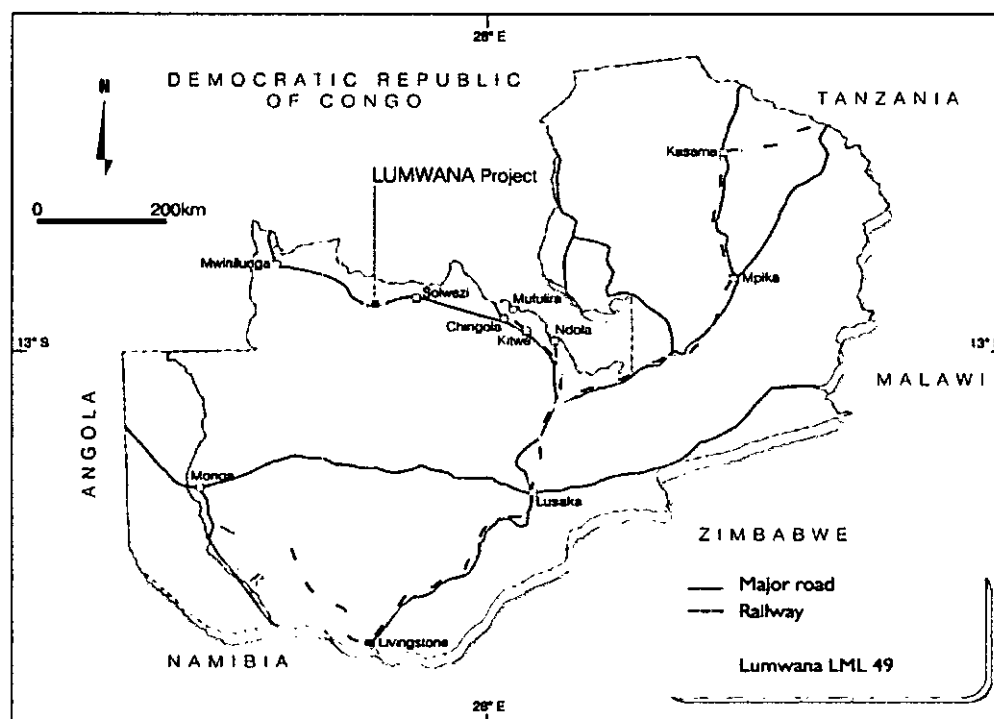 28° E
DEMOCRATIC REPUBLIC
OF CONGO
N
TANZANIA
Kasama
LUMWANA Project
0 200km
Mwinilunga
Solwezi
Mufulira
Mpika
Chingola
Kitwe
Ndola
13° S
13°
MALAWI
ANGOLA
Mongu
Lusaka
ZIMBABWE
Major road
Railway
Livingstone
NAMIBIA
Lumwana LML 49
28° E